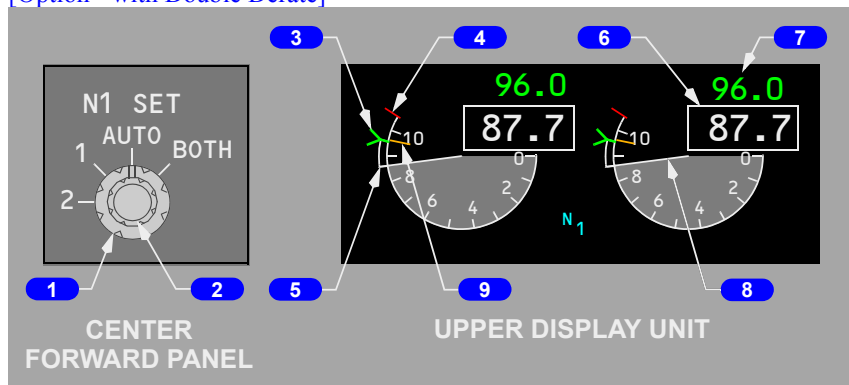 [Option - With Double Derate]
3 4 6 7
96.0 96.0
87.7 87.7
N1 SET
AUTO
1 BOTH
2
10 10
0 0
8 8
6 6
4 4
2 2
N1
1 2 5 9 8
CENTER
FORWARD PANEL
UPPER DISPLAY UNIT